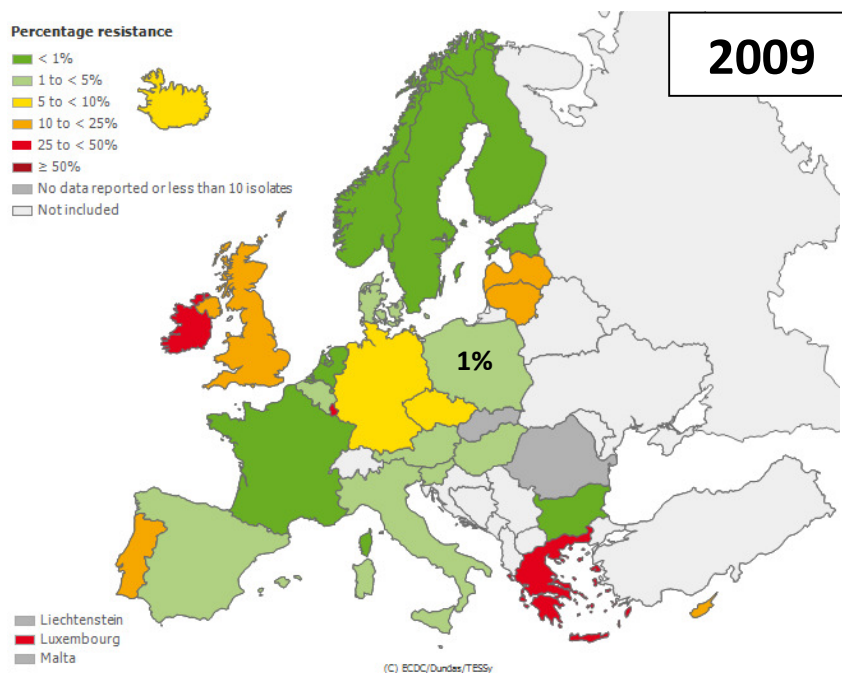 Percentage resistance
< 1%
1 to < 5%
5 to < 10%
10 to < 25%
25 to < 50%
≥ 50%
No data reported or less than 10 isolates
Not included
2009
1%
Liechtenstein
Luxembourg
Malta
(C) ECDC/Dundas/TESSy